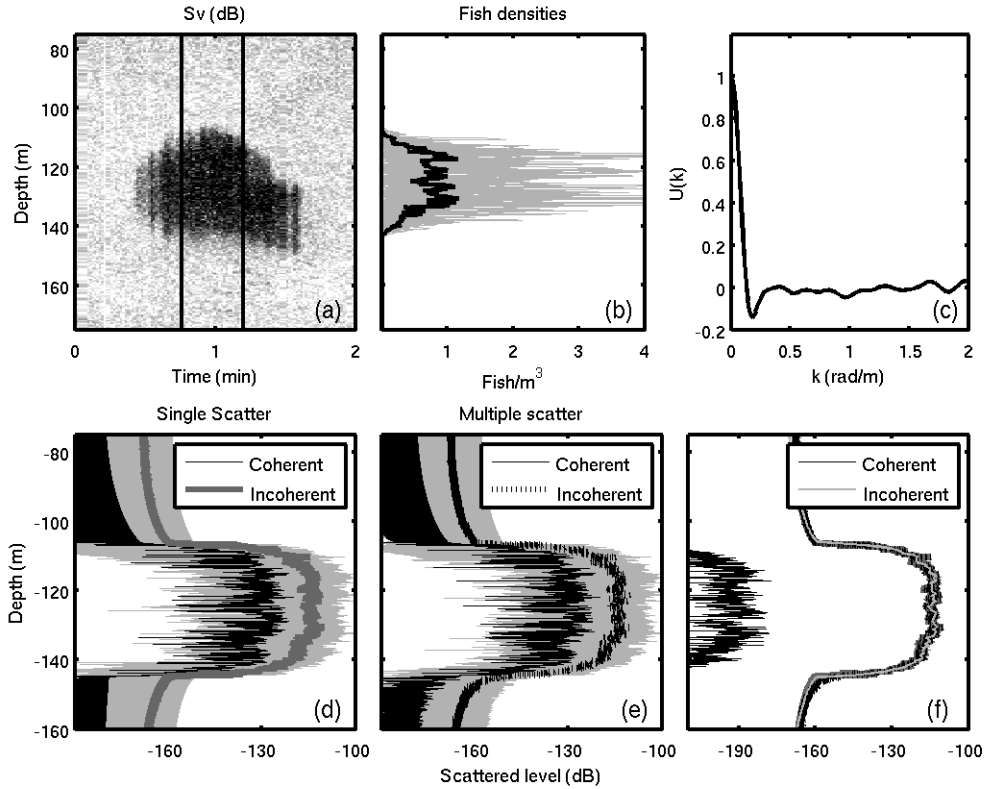 Sv (dB)
80
100
120
140
160
Depth (m)
0
1
2
Time (min)
(a)
Fish densities
1
2
3
4
Fish/m³
(b)
1
0.8
0.6
0.4
0.2
0
-0.2
U(k)
0
0.5
1
1.5
2
k (rad/m)
(c)
Single Scatter
-80
-100
-120
-140
-160
Depth (m)
Coherent
Incoherent
-160
-130
-100
(d)
Multiple scatter
Coherent
Incoherent
-160
-130
-100
(e)
Scattered level (dB)
Coherent
Incoherent
-190
-160
-130
-100
(f)